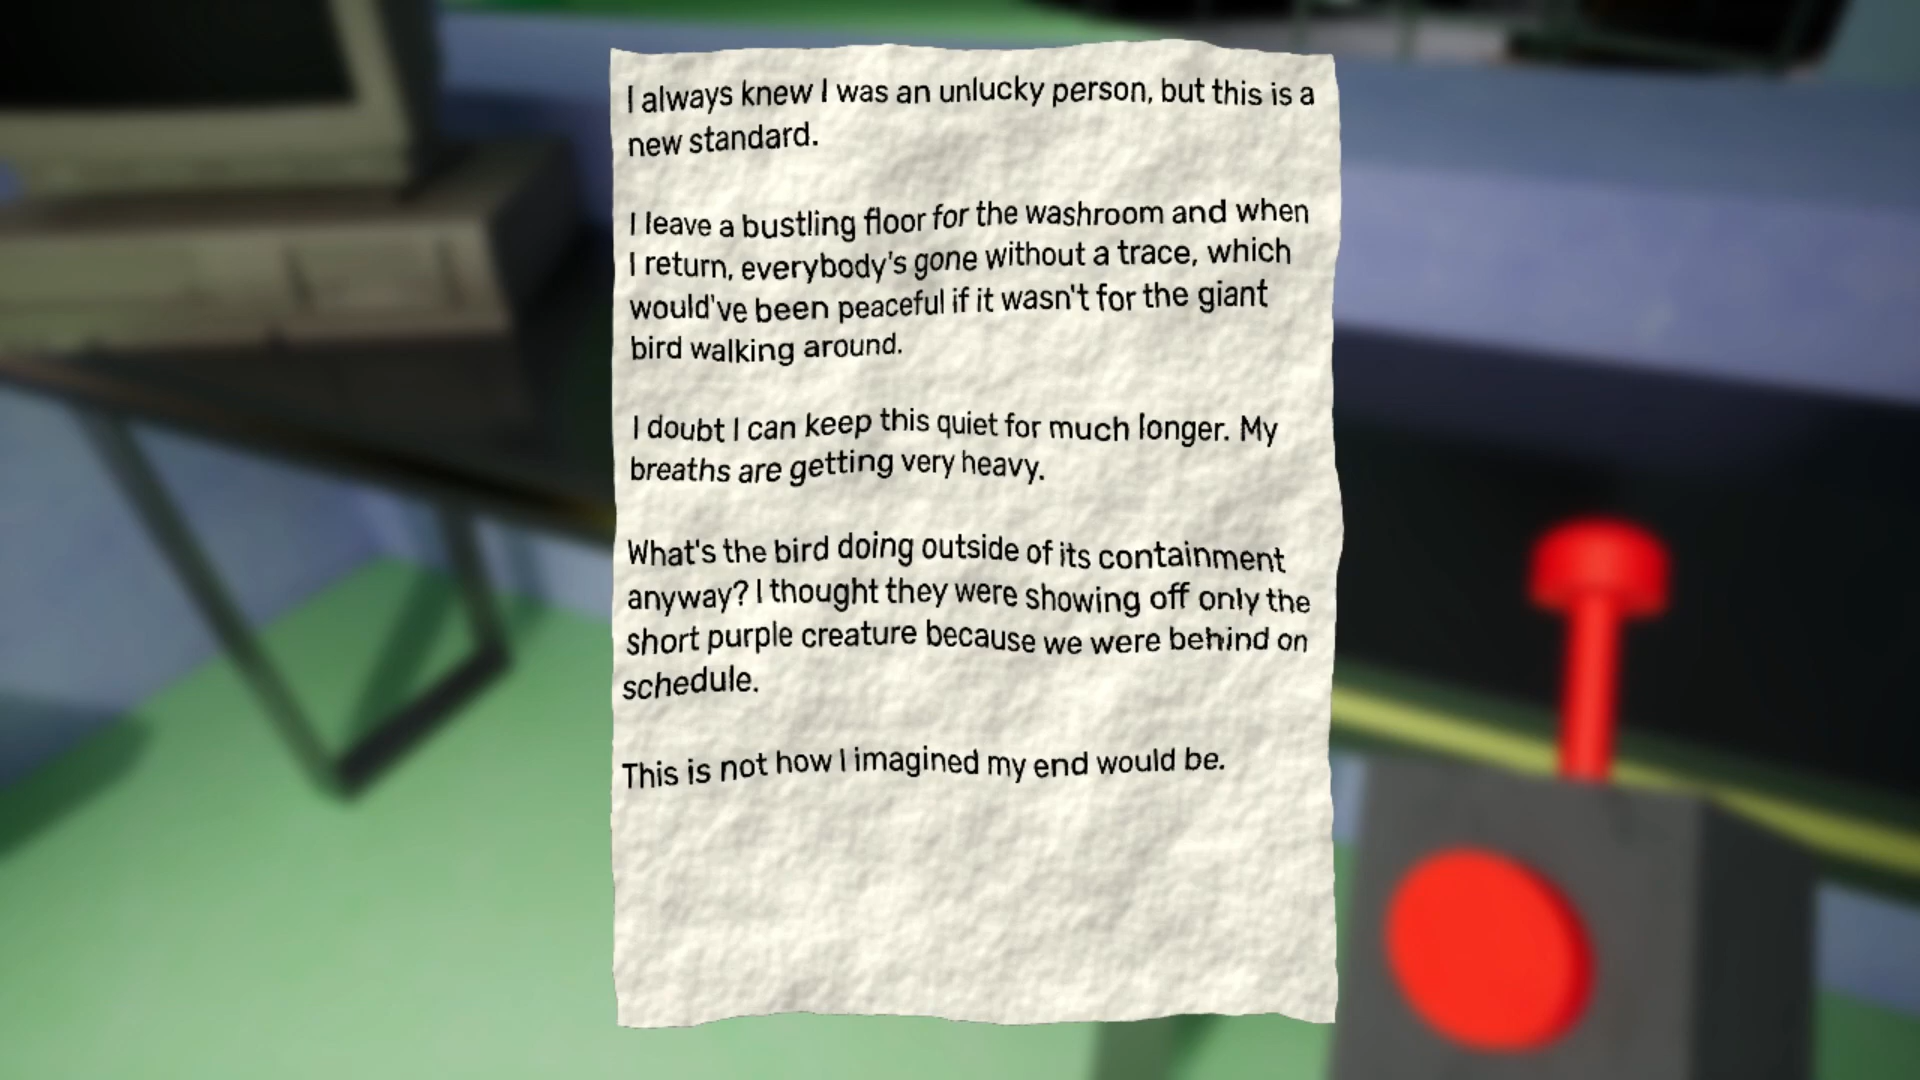 I always knew I was an unlucky person, but this is a
new standard.
I leave a bustling floor for the washroom and when
I return, everybody's gone without a trace, which
would've been peaceful if it wasn't for the giant
bird walking around.
I doubt I can keep this quiet for much longer. My
breaths are getting very heavy.
What's the bird doing outside of its containment
anyway? I thought they were showing off only the
short purple creature because we were behind on
schedule.
This is not how I imagined my end would be.